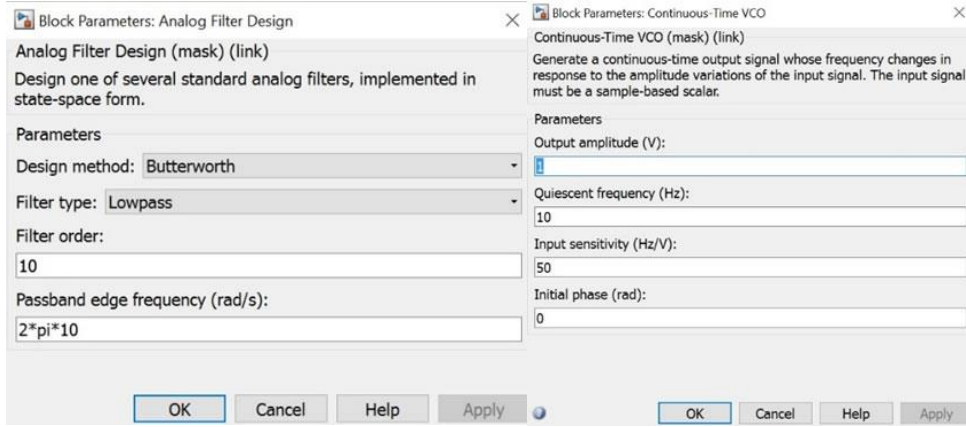 Block Parameters: Analog Filter Design
Analog Filter Design (mask) (link)
Design one of several standard analog filters, implemented in
state-space form.
Parameters
Design method: Butterworth
Filter type: Lowpass
Filter order:
10
Passband edge frequency (rad/s):
2*pi*10
OK Cancel Help Apply
Block Parameters: Continuous-Time VCO
Continuous-Time VCO (mask) (link)
Generate a continuous-time output signal whose frequency changes in
response to the amplitude variations of the input signal. The input signal
must be a sample-based scalar.
Parameters
Output amplitude (V):
1
Quiescent frequency (Hz):
10
Input sensitivity (Hz/V):
50
Initial phase (rad):
0
OK Cancel Help Apply